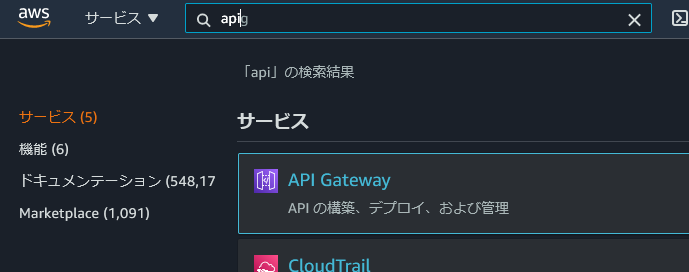 aws サービス ▼ apig
「api」の検索結果
サービス (5)
サービス
機能 (6)
API Gateway
ドキュメンテーション (548,17
API の構築、デプロイ、および管理
Marketplace (1,091)
CloudTrail